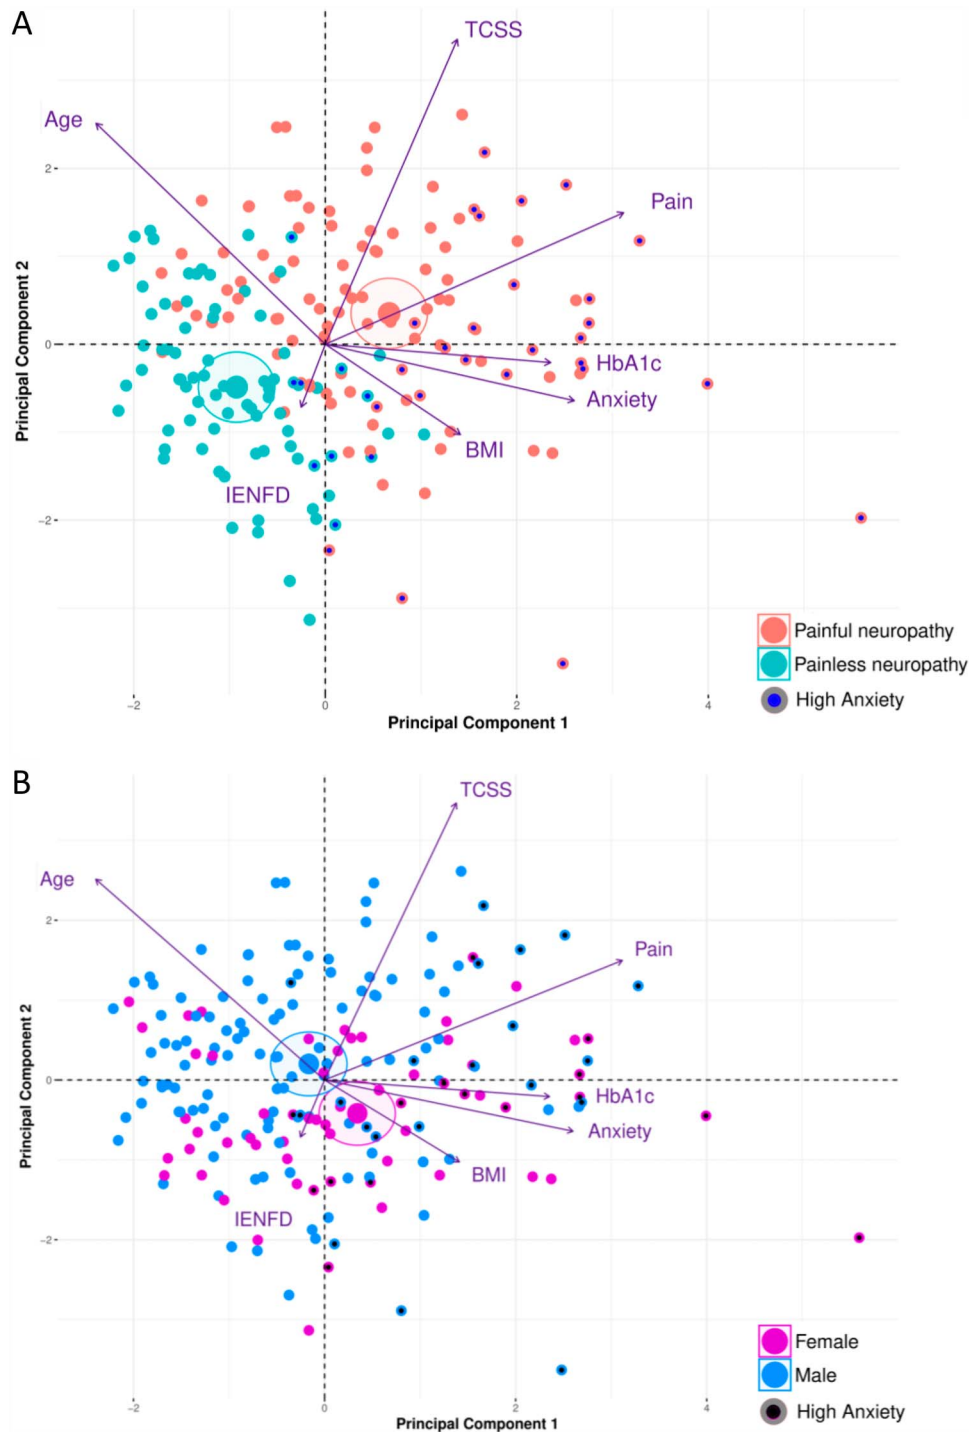 A
TCSS
Age
2
Pain
Principal Component 2
0
HbA1c
Anxiety
BMI
IENFD
−2
Painful neuropathy
Painless neuropathy
High Anxiety
−2
0
2
4
Principal Component 1
B
TCSS
Age
2
Pain
Principal Component 2
0
HbA1c
Anxiety
BMI
IENFD
−2
Female
Male
High Anxiety
−2
0
2
4
Principal Component 1